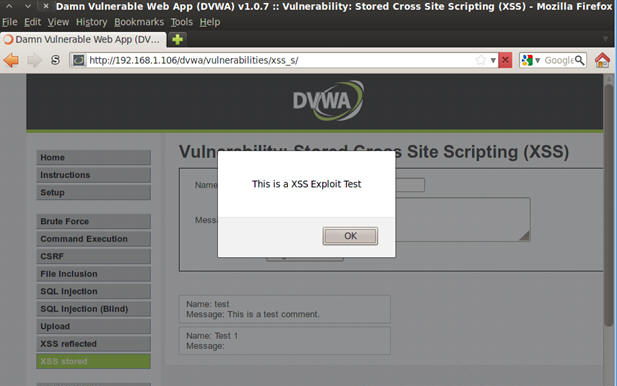 Damn Vulnerable Web App (DVWA) v1.0.7 :: Vulnerability: Stored Cross Site Scripting (XSS) - Mozilla Firefox
File Edit View History Bookmarks Tools Help
Damn Vulnerable Web App (DV...
http://192.168.1.106/dvwa/vulnerabilities/xss_s/
Google
DVWA
Home
Instructions
Setup
Brute Force
Command Execution
CSRF
File Inclusion
SQL Injection
SQL Injection (Blind)
Upload
XSS reflected
XSS stored
Vulnerability: Stored Cross Site Scripting (XSS)
Name
Messa
This is a XSS Exploit Test
OK
Name: test
Message: This is a test comment.
Name: Test 1
Message: